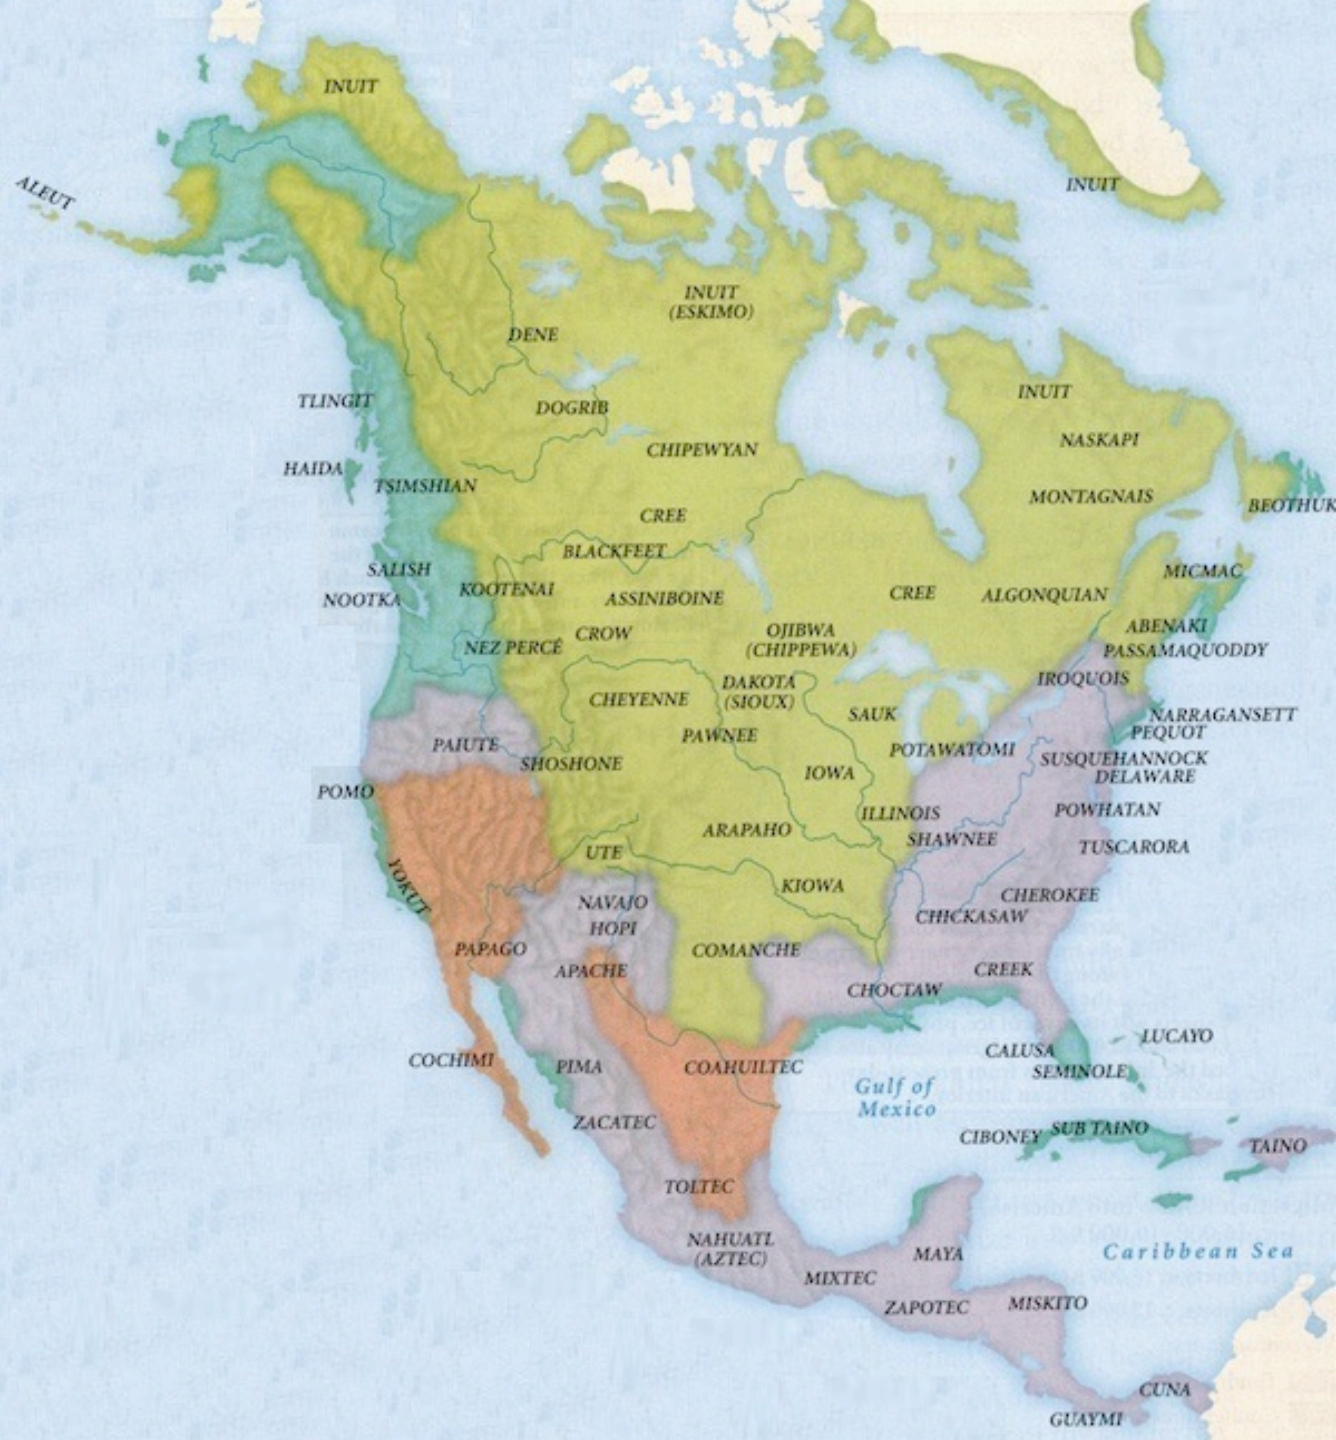 INUIT
ALEUT
INUIT
INUIT
(ESKIMO)
DENE
TLINGIT
DOGRIB
INUIT
CHIPEWYAN
NASKAPI
HAIDA
TSIMSHIAN
MONTAGNAIS
BEOTHUK
CREE
BLACKFEET
SALISH
MICMAC
KOOTENAI
NOOTKA
ASSINIBOINE
CREE
ALGONQUIAN
CROW
OJIBWA
(CHIPPEWA)
ABENAKI
NEZ PERCÉ
PASSAMAQUODDY
IROQUOIS
DAKOTA
(SIOUX)
CHEYENNE
SAUK
NARRAGANSETT
PEQUOT
PAWNEE
PAIUTE
POTAWATOMI
SHOSHONE
SUSQUEHANNOCK
DELAWARE
IOWA
POMO
ILLINOIS
POWHATAN
ARAPAHO
SHAWNEE
TUSCARORA
UTE
YOKUT
KIOWA
CHEROKEE
NAVAJO
CHICKASAW
HOPI
PAPAGO
COMANCHE
APACHE
CREEK
CHOCTAW
LUCAYO
CALUSA
COCHIMI
PIMA
COAHUILTEC
SEMINOLE
Gulf of
Mexico
ZACATEC
CIBONEY
SUB TAINO
TAINO
TOLTEC
NAHUATL
(AZTEC)
MAYA
Caribbean Sea
MIXTEC
ZAPOTEC
MISKITO
CUNA
GUAYMI